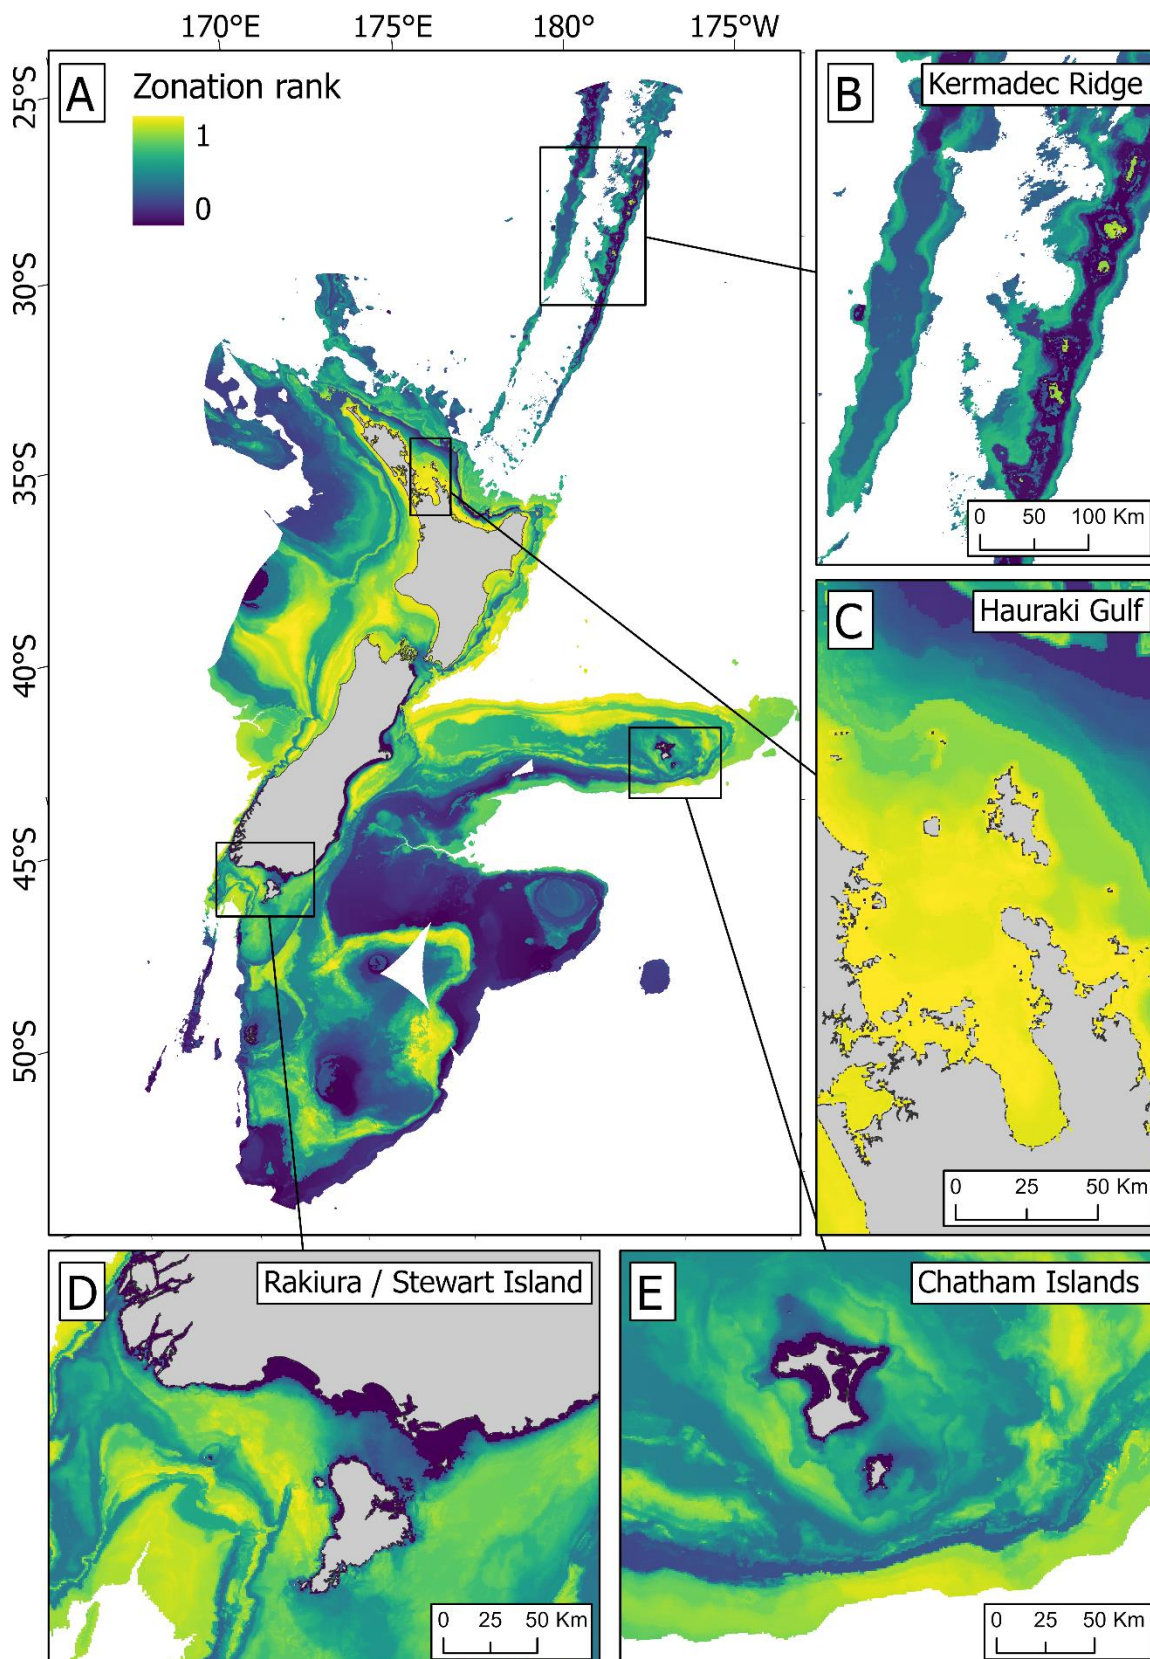 170°E 175°E 180° 175°W
A
Zonation rank
1
0
25°S
30°S
35°S
40°S
45°S
50°S
B
Kermadec Ridge
0 50 100 Km
C
Hauraki Gulf
0 25 50 Km
D
Rakiura / Stewart Island
0 25 50 Km
E
Chatham Islands
0 25 50 Km